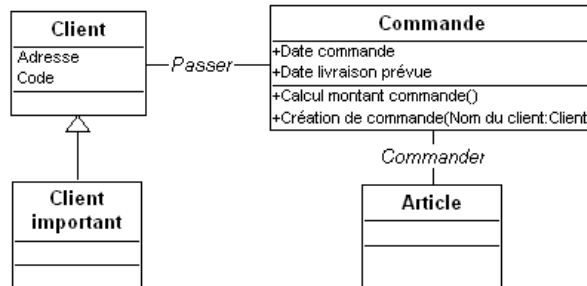 Client
Adresse
Code
Passer
Commande
+Date commande
+Date livraison prévue
+Calcul montant commande()
+Création de commande(Nom du client:Client
Commander
Client
important
Article